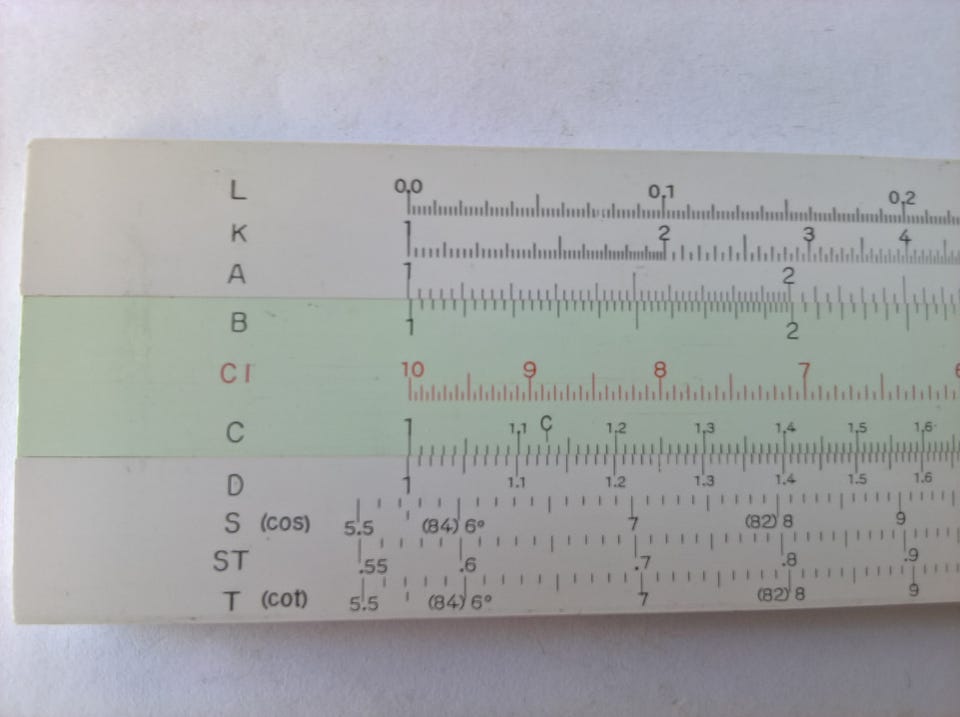 L 0,0 0,1 0,2
K 1 2 3 4
A 1 2
B 1 2
CI 10 9 8 7 6
C 1 1,1 C 1,2 1,3 1,4 1,5 1,6
D 1 1.1 1.2 1.3 1.4 1.5 1.6
S (cos) 5.5 (84) 6° 7 (82) 8 9
ST .55 .6 .7 .8 .9
T (cot) 5.5 (84) 6° 7 (82) 8 9